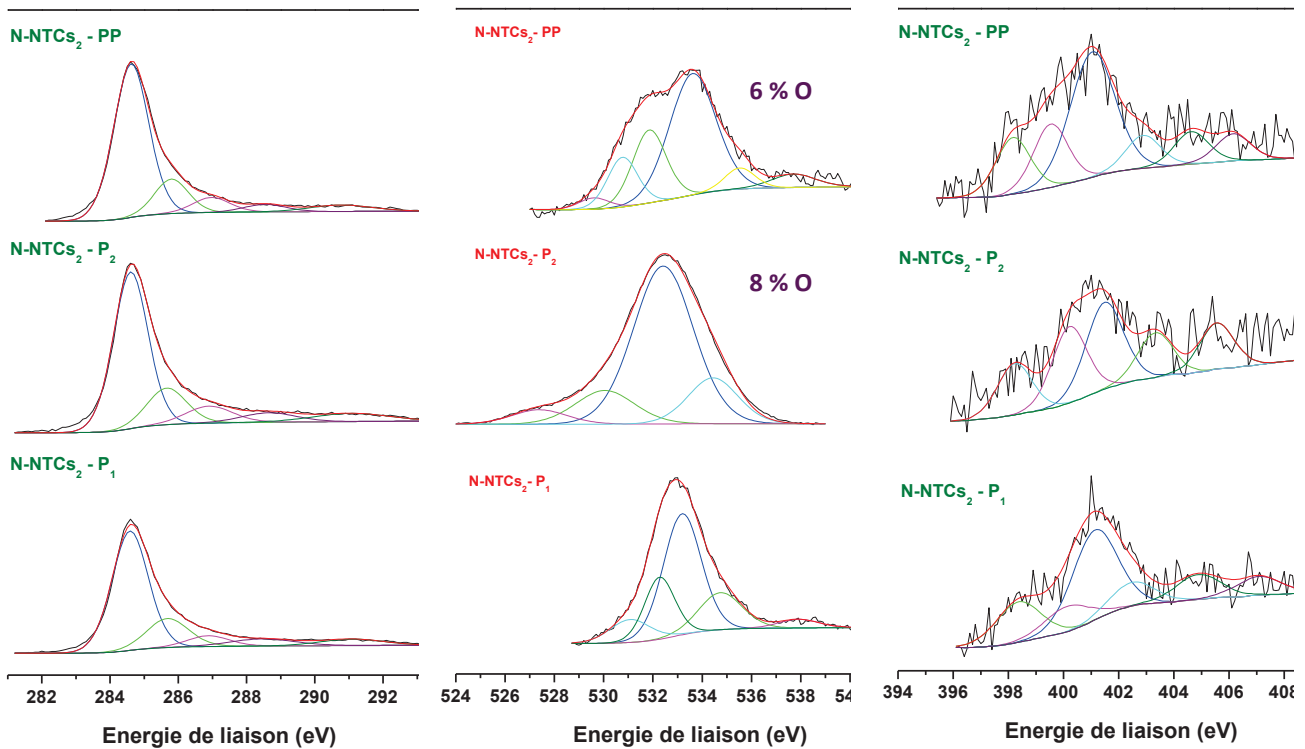 N-NTCs2 - PP
N-NTCs2 - P2
N-NTCs2 - P1
282 284 286 288 290 292
Energie de liaison (eV)
N-NTCs2- PP
6 % O
N-NTCs2- P2
8 % O
N-NTCs2- P1
524 526 528 530 532 534 536 538 54
Energie de liaison (eV)
N-NTCs2 - PP
N-NTCs2 - P2
N-NTCs2 - P1
394 396 398 400 402 404 406 408
Energie de liaison (eV)